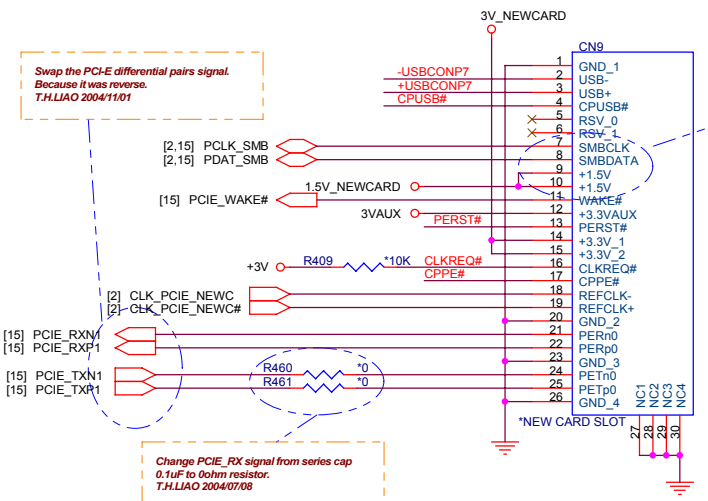 3V_NEWCARD
CN9
Swap the PCI-E differential pairs signal.
Because it was reverse.
T.H.LIAO 2004/11/01
1 GND_1
-USBCONP7 2 USB-
+USBCONP7 3 USB+
CPUSB# 4 CPUSB#
5 RSV_0
6 RSV_1
[2,15] PCLK_SMB 7 SMBCLK
[2,15] PDAT_SMB 8 SMBDATA
9 +1.5V
1.5V_NEWCARD 10 +1.5V
[15] PCIE_WAKE# 11 WAKE#
3VAUX 12 +3.3VAUX
PERST# 13 PERST#
14 +3.3V_1
15 +3.3V_2
+3V R409 *10K CLKREQ# 16 CLKREQ#
CPPE# 17 CPPE#
[2] CLK_PCIE_NEWC 18 REFCLK-
[2] CLK_PCIE_NEWC# 19 REFCLK+
20 GND_2
[15] PCIE_RXN1 21 PERn0
[15] PCIE_RXP1 22 PERp0
23 GND_3
[15] PCIE_TXN1 R460 *0 24 PETn0
[15] PCIE_TXP1 R461 *0 25 PETp0
26 GND_4
NC1 NC2 NC3 NC4
*NEW CARD SLOT
27 28 29 30
Change PCIE_RX signal from series cap
0.1uF to 0ohm resistor.
T.H.LIAO 2004/07/08